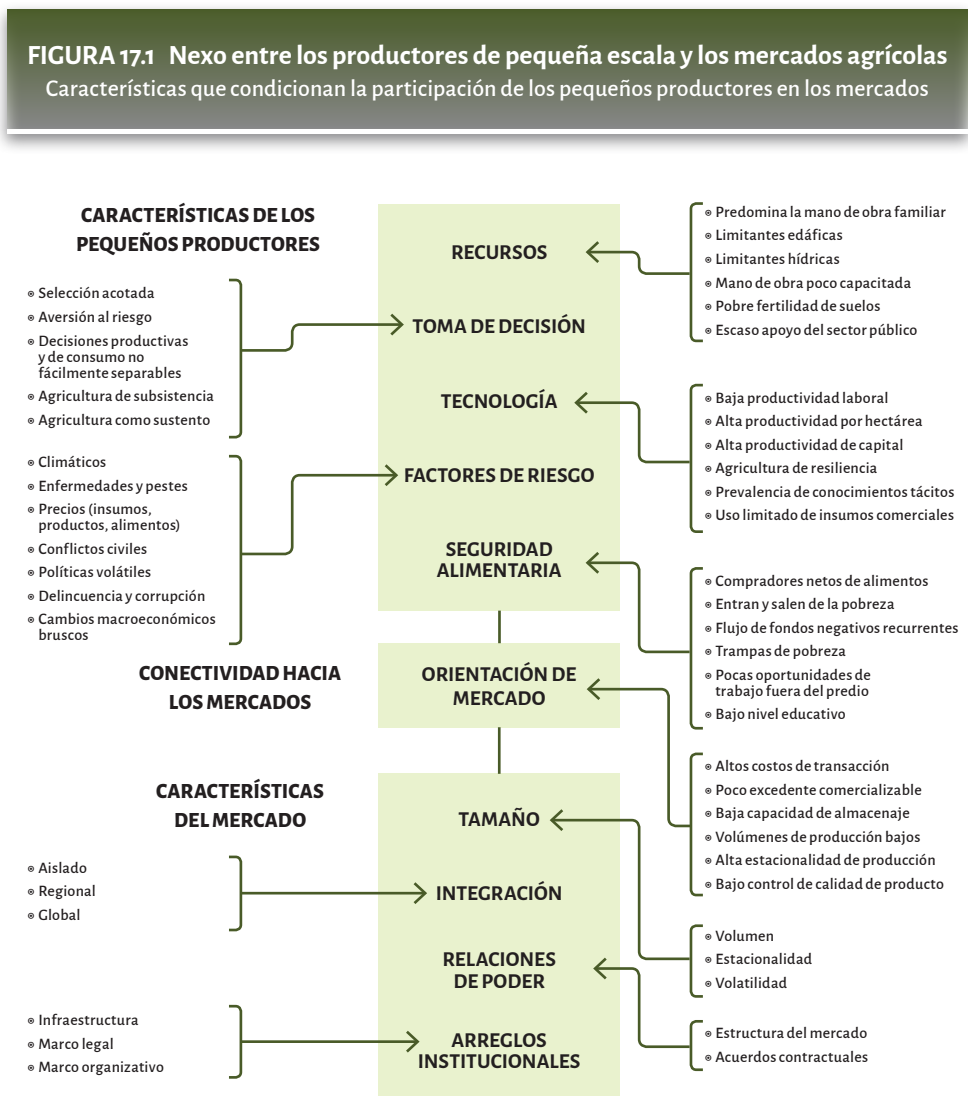 FIGURA 17.1 Nexo entre los productores de pequeña escala y los mercados agrícolas
Características que condicionan la participación de los pequeños productores en los mercados
CARACTERÍSTICAS DE LOS
PEQUEÑOS PRODUCTORES
⊙ Selección acotada
⊙ Aversión al riesgo
⊙ Decisiones productivas
y de consumo no
fácilmente separables
⊙ Agricultura de subsistencia
⊙ Agricultura como sustento
⊙ Climáticos
⊙ Enfermedades y pestes
⊙ Precios (insumos,
productos, alimentos)
⊙ Conflictos civiles
⊙ Políticas volátiles
⊙ Delincuencia y corrupción
⊙ Cambios macroeconómicos
bruscos
CONECTIVIDAD HACIA
LOS MERCADOS
CARACTERÍSTICAS
DEL MERCADO
⊙ Aislado
⊙ Regional
⊙ Global
⊙ Infraestructura
⊙ Marco legal
⊙ Marco organizativo
RECURSOS
TOMA DE DECISIÓN
TECNOLOGÍA
FACTORES DE RIESGO
SEGURIDAD
ALIMENTARIA
ORIENTACIÓN DE
MERCADO
TAMAÑO
INTEGRACIÓN
RELACIONES
DE PODER
ARREGLOS
INSTITUCIONALES
⊙ Predomina la mano de obra familiar
⊙ Limitantes edáficas
⊙ Limitantes hídricas
⊙ Mano de obra poco capacitada
⊙ Pobre fertilidad de suelos
⊙ Escaso apoyo del sector público
⊙ Baja productividad laboral
⊙ Alta productividad por hectárea
⊙ Alta productividad de capital
⊙ Agricultura de resiliencia
⊙ Prevalencia de conocimientos tácitos
⊙ Uso limitado de insumos comerciales
⊙ Compradores netos de alimentos
⊙ Entran y salen de la pobreza
⊙ Flujo de fondos negativos recurrentes
⊙ Trampas de pobreza
⊙ Pocas oportunidades de
trabajo fuera del predio
⊙ Bajo nivel educativo
⊙ Altos costos de transacción
⊙ Poco excedente comercializable
⊙ Baja capacidad de almacenaje
⊙ Volúmenes de producción bajos
⊙ Alta estacionalidad de producción
⊙ Bajo control de calidad de producto
⊙ Volumen
⊙ Estacionalidad
⊙ Volatilidad
⊙ Estructura del mercado
⊙ Acuerdos contractuales